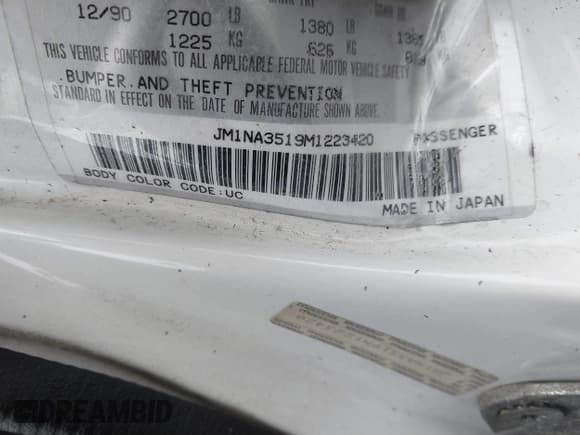 12/90 2700 LB 1380 LB
1225 KG 626 KG
THIS VEHICLE CONFORMS TO ALL APPLICABLE FEDERAL MOTOR VEHICLE SAFETY
BUMPER AND THEFT PREVENTION
STANDARD IN EFFECT ON THE DATE OF MANUFACTURE SHOWN ABOVE.
JM1NA3519M1223420 PASSENGER
BODY COLOR CODE:UC
MADE IN JAPAN
DREAMBID